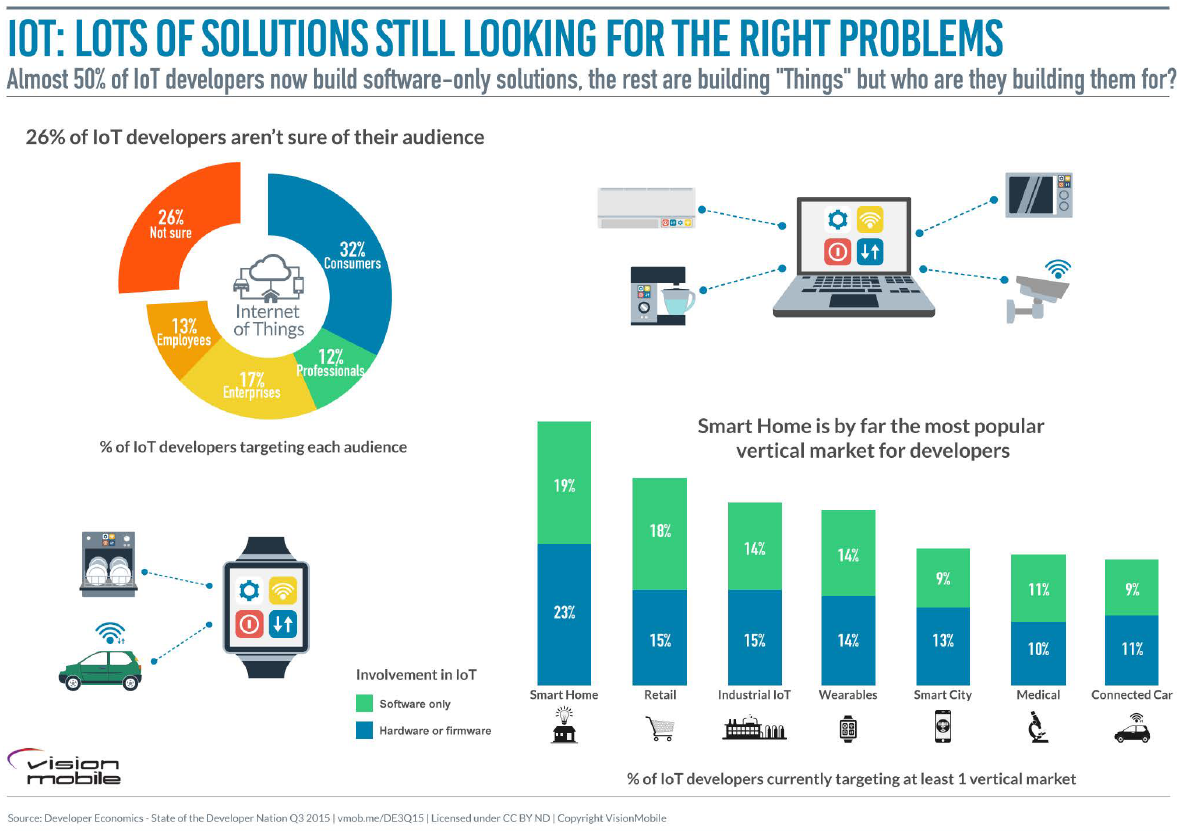 IOT: LOTS OF SOLUTIONS STILL LOOKING FOR THE RIGHT PROBLEMS
Almost 50% of IoT developers now build software-only solutions, the rest are building "Things" but who are they building them for?
26% of IoT developers aren't sure of their audience
26%
Not sure
32%
Consumers
Internet
of Things
13%
Employees
12%
Professionals
17%
Enterprises
% of IoT developers targeting each audience
Smart Home is by far the most popular
vertical market for developers
19%
18%
14%
14%
9%
11%
9%
23%
15%
15%
14%
13%
10%
11%
Smart Home
Retail
Industrial IoT
Wearables
Smart City
Medical
Connected Car
Involvement in IoT
Software only
Hardware or firmware
% of IoT developers currently targeting at least 1 vertical market
vision
mobile
Source: Developer Economics - State of the Developer Nation Q3 2015 | vmob.me/DE3Q15 | Licensed under CC BY ND | Copyright VisionMobile